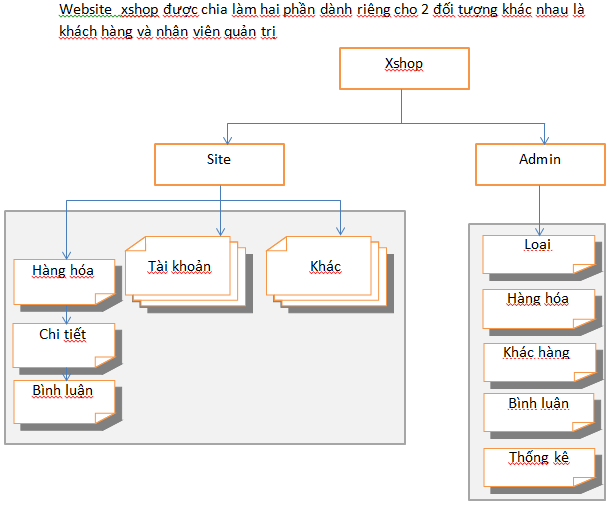 Website xshop được chia làm hai phần dành riêng cho 2 đối tượng khác nhau là
khách hàng và nhân viên quản trị
Xshop
Site
Admin
Hàng hóa
Tài khoản
Khác
Chi tiết
Bình luận
Loại
Hàng hóa
Khác hàng
Bình luận
Thống kê